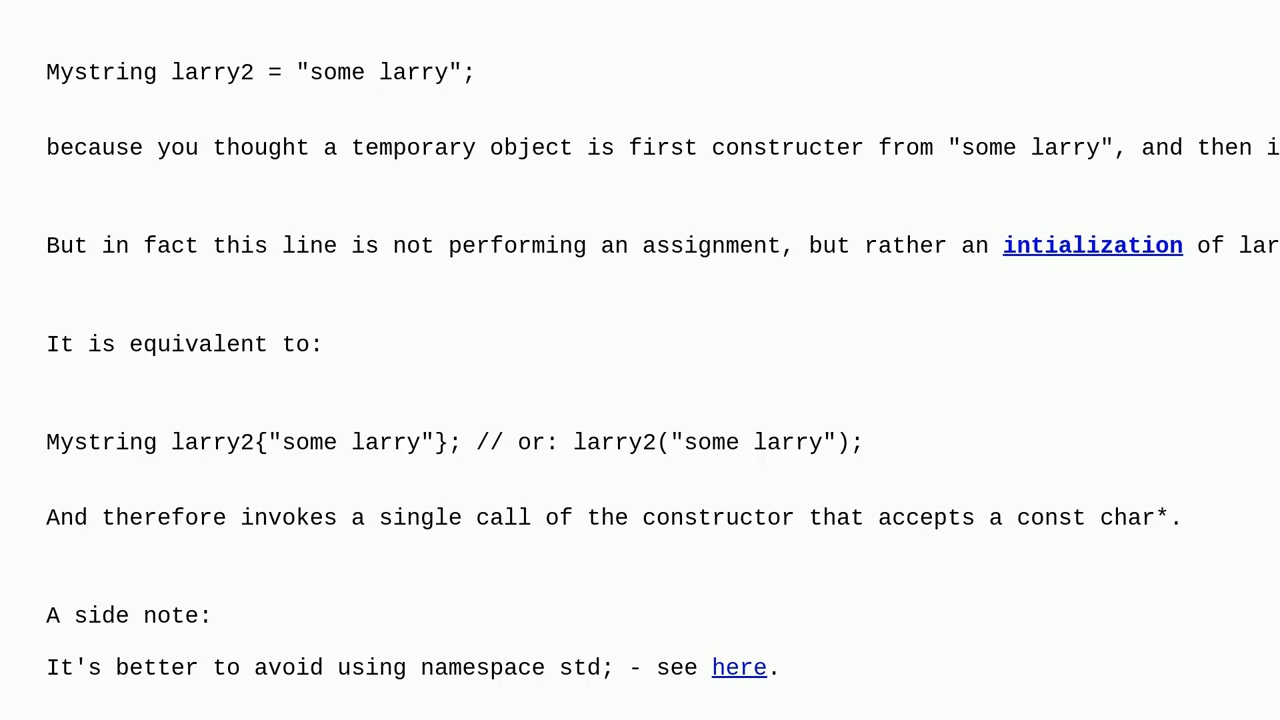 Mystring larry2 = "some larry";
because you thought a temporary object is first constructer from "some larry", and then
But in fact this line is not performing an assignment, but rather an intialization of
It is equivalent to:
Mystring larry2{"some larry"}; // or: larry2("some larry");
And therefore invokes a single call of the constructor that accepts a const char*.
A side note:
It's better to avoid using namespace std; - see here.